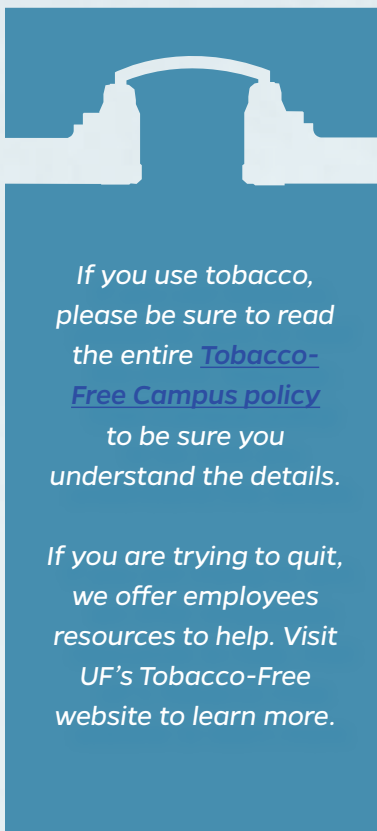 If you use tobacco,
please be sure to read
the entire Tobacco-
Free Campus policy
to be sure you
understand the details.
If you are trying to quit,
we offer employees
resources to help. Visit
UF’s Tobacco-Free
website to learn more.